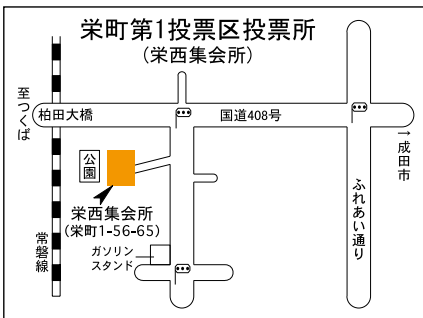 栄町第1投票区投票所
(栄西集会所)
至つくば
柏田大橋
国道408号
→成田市
公園
栄西集会所
(栄町1-56-65)
ふれあい通り
常磐線
ガソリン
スタンド